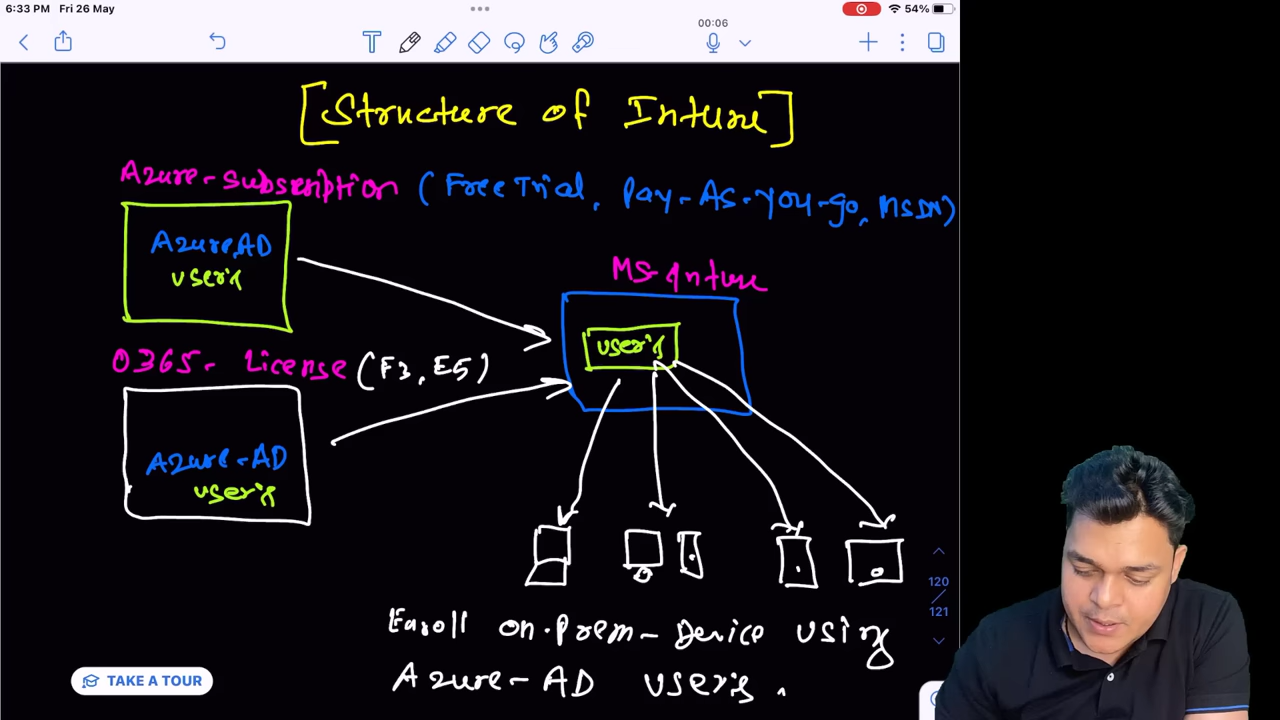 6:33 PM Fri 26 May
54%
00:06
T
[Structure of Intune]
Azure-Subscription (Free Trial, Pay-As-You-go, MSDN)
Azure AD
users
MS-Intune
users
O365- License (F3, E5)
Azure-AD
users
120
121
Enroll on-Prem-Device using
Azure-AD users.
TAKE A TOUR